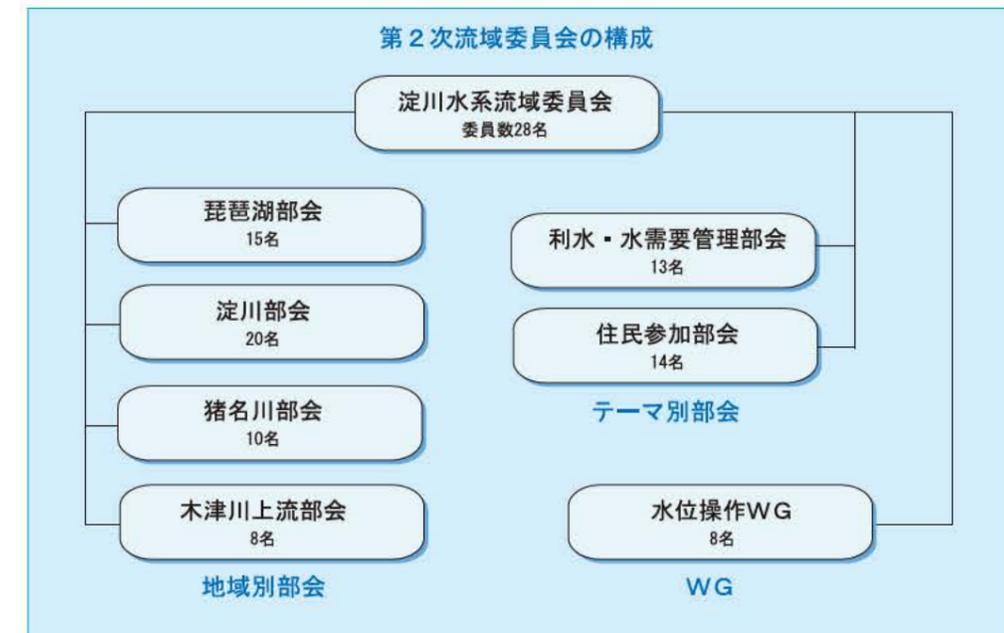 第2次流域委員会の構成
淀川水系流域委員会
委員数28名
琵琶湖部会
15名
淀川部会
20名
猪名川部会
10名
木津川上流部会
8名
地域別部会
利水・水需要管理部会
13名
住民参加部会
14名
テーマ別部会
水位操作WG
8名
WG